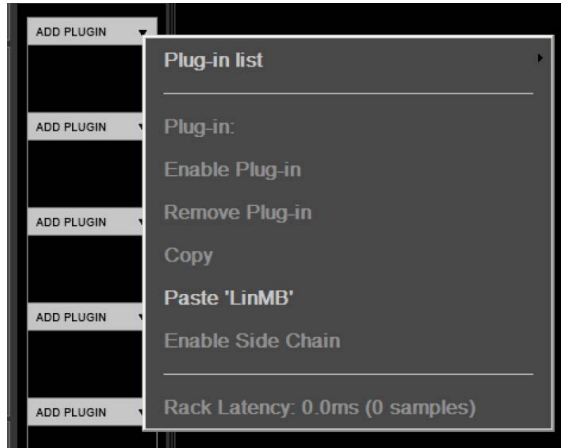 ADD PLUGIN
Plug-in list
Plug-in:
ADD PLUGIN
Enable Plug-in
Remove Plug-in
ADD PLUGIN
Copy
Paste 'LinMB'
ADD PLUGIN
Enable Side Chain
Rack Latency: 0.0ms (0 samples)
ADD PLUGIN